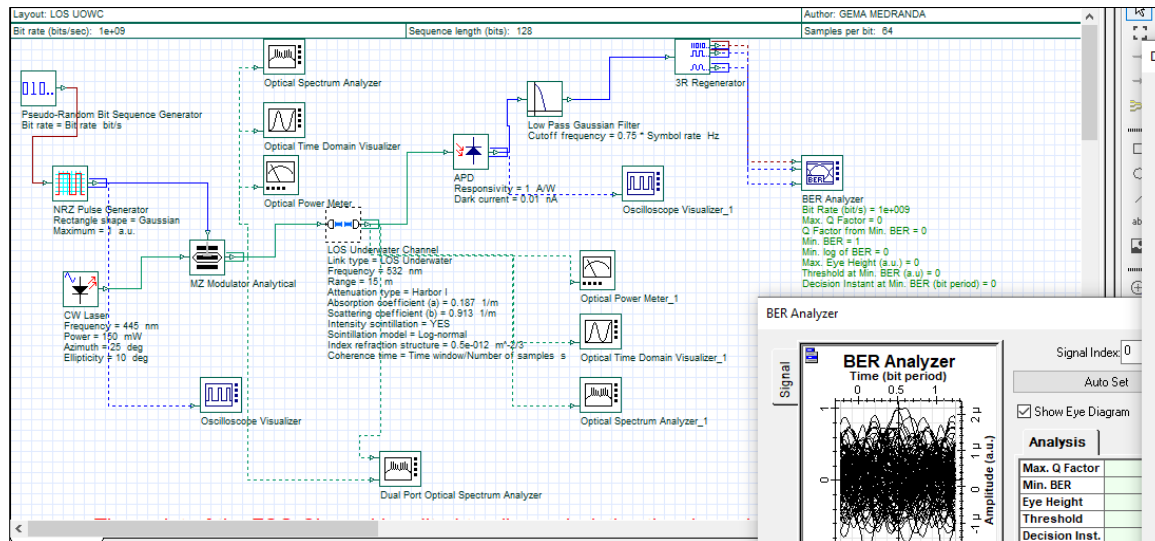 Layout: LOS UOWC
Author: GEMA MEDRANDA
Bit rate (bits/sec): 1e+09
Sequence length (bits): 128
Samples per bit: 64
Optical Spectrum Analyzer
3R Regenerator
Pseudo-Random Bit Sequence Generator
Bit rate = Bit rate bit/s
Low Pass Gaussian Filter
Cutoff frequency = 0.75 * Symbol rate Hz
Optical Time Domain Visualizer
APD
Responsivity = 1 A/W
Dark current = 0.01 nA
Optical Power Meter
Oscilloscope Visualizer_1
BER
BER Analyzer
Bit Rate (bit/s) = 1e+009
Max. Q Factor = 0
Q Factor from Min. BER = 0
Min. BER = 1
Min. log of BER = 0
Max. Eye Height (a.u.) = 0
Threshold at Min. BER (a.u) = 0
Decision Instant at Min. BER (bit period) = 0
NRZ Pulse Generator
Rectangle shape = Gaussian
Maximum = 1 a.u.
MZ Modulator Analytical
LOS Underwater Channel
Link type = LOS Underwater
Frequency = 532 nm
Range = 15 m
Attenuation type = Harbor I
Absorption coefficient (a) = 0.187 1/m
Scattering coefficient (b) = 0.913 1/m
Intensity scintillation = YES
Scintillation model = Log-normal
Index refraction structure = 0.5e-012 m^-2/3
Coherence time = Time window/Number of samples s
Optical Power Meter_1
CW Laser
Frequency = 445 nm
Power = 150 mW
Azimuth = 25 deg
Ellipticity = 10 deg
Optical Time Domain Visualizer_1
Oscilloscope Visualizer
Optical Spectrum Analyzer_1
Dual Port Optical Spectrum Analyzer
BER Analyzer
Signal
BER Analyzer
Time (bit period)
0 0.5 1
1
0
2 µ
1 µ
0
-1 µ
Amplitude (a.u.)
Signal Index: 0
Auto Set
Show Eye Diagram
Analysis
Max. Q Factor
Min. BER
Eye Height
Threshold
Decision Inst.